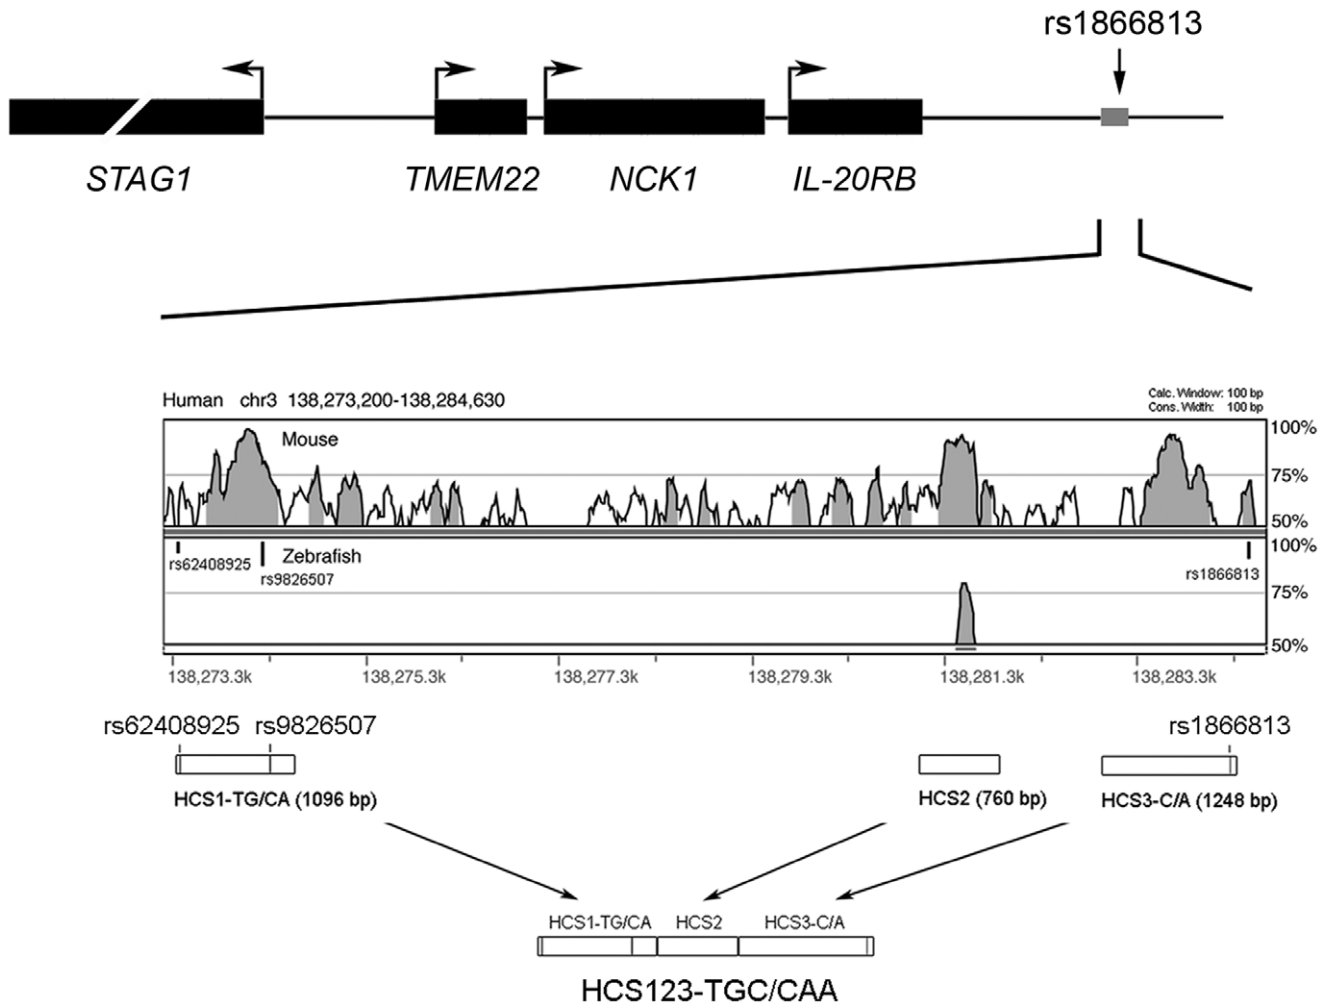 rs1866813
STAG1 TMEM22 NCK1 IL-20RB
Human chr3 138,273,200-138,284,630
Calc. Window: 100 bp
Cons. Width: 100 bp
100%
Mouse
75%
50%
100%
Zebrafish
rs62408925
rs9826507
rs1866813
75%
50%
138,273.3k 138,275.3k 138,277.3k 138,279.3k 138,281.3k 138,283.3k
rs62408925 rs9826507 rs1866813
HCS1-TG/CA (1096 bp) HCS2 (760 bp) HCS3-C/A (1248 bp)
HCS1-TG/CA HCS2 HCS3-C/A
HCS123-TGC/CAA